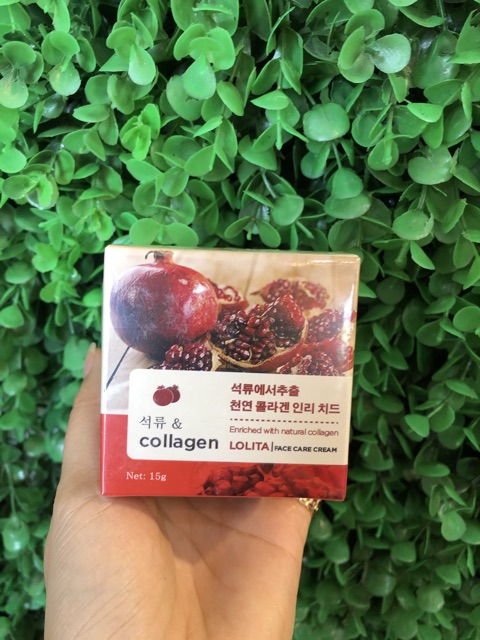 석류에서추출
천연 콜라겐 인리 치드
Enriched with natural collagen
LOLITA | FACE CARE CREAM
석류 &
collagen
Net: 15g